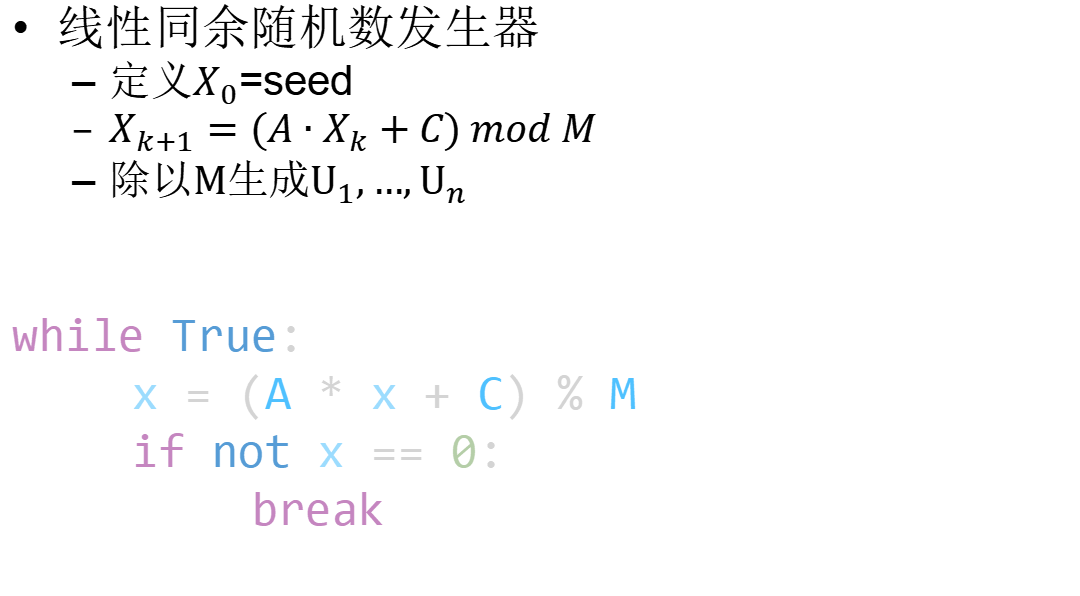 • 线性同余随机数发生器
– 定义X₀=seed
– Xₖ₊₁ = (A · Xₖ + C) mod M
– 除以M生成U₁, …, Uₙ
while True:
x = (A * x + C) % M
if not x == 0:
break